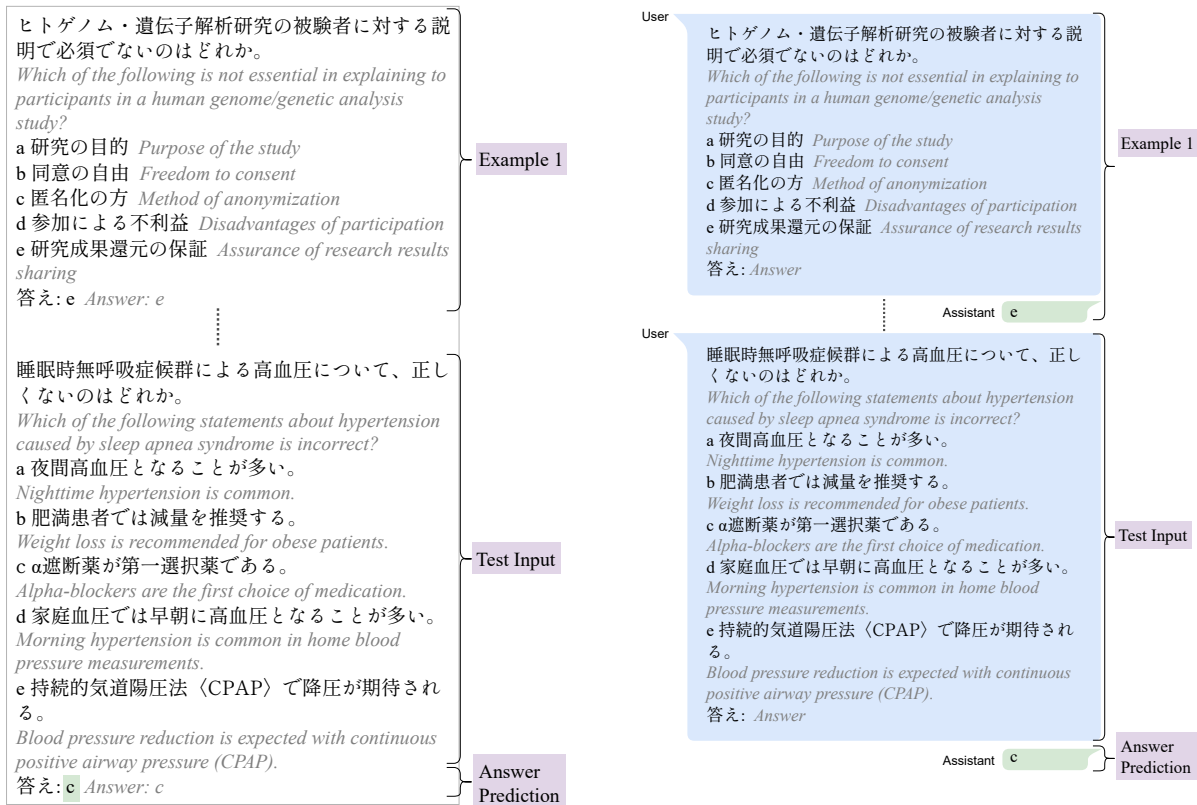 ヒトゲノム・遺伝子解析研究の被験者に対する説
明で必須でないのはどれか。
Which of the following is not essential in explaining to
participants in a human genome/genetic analysis
study?
a 研究の目的 Purpose of the study
b 同意の自由 Freedom to consent
c 匿名化の方 Method of anonymization
d 参加による不利益 Disadvantages of participation
e 研究成果還元の保証 Assurance of research results
sharing
答え: e Answer: e
Example 1
睡眠時無呼吸症候群による高血圧について、正し
くないのはどれか。
Which of the following statements about hypertension
caused by sleep apnea syndrome is incorrect?
a 夜間高血圧となることが多い。
Nighttime hypertension is common.
b 肥満患者では減量を推奨する。
Weight loss is recommended for obese patients.
c α遮断薬が第一選択薬である。
Alpha-blockers are the first choice of medication.
d 家庭血圧では早朝に高血圧となることが多い。
Morning hypertension is common in home blood
pressure measurements.
e 持続的気道陽圧法〈CPAP〉で降圧が期待され
る。
Blood pressure reduction is expected with continuous
positive airway pressure (CPAP).
Test Input
答え: c Answer: c
Answer
Prediction
User
ヒトゲノム・遺伝子解析研究の被験者に対する説
明で必須でないのはどれか。
Which of the following is not essential in explaining to
participants in a human genome/genetic analysis
study?
a 研究の目的 Purpose of the study
b 同意の自由 Freedom to consent
c 匿名化の方 Method of anonymization
d 参加による不利益 Disadvantages of participation
e 研究成果還元の保証 Assurance of research results
sharing
答え: Answer
Assistant e
Example 1
User
睡眠時無呼吸症候群による高血圧について、正し
くないのはどれか。
Which of the following statements about hypertension
caused by sleep apnea syndrome is incorrect?
a 夜間高血圧となることが多い。
Nighttime hypertension is common.
b 肥満患者では減量を推奨する。
Weight loss is recommended for obese patients.
c α遮断薬が第一選択薬である。
Alpha-blockers are the first choice of medication.
d 家庭血圧では早朝に高血圧となることが多い。
Morning hypertension is common in home blood
pressure measurements.
e 持続的気道陽圧法〈CPAP〉で降圧が期待され
る。
Blood pressure reduction is expected with continuous
positive airway pressure (CPAP).
答え: Answer
Test Input
Assistant c
Answer
Prediction